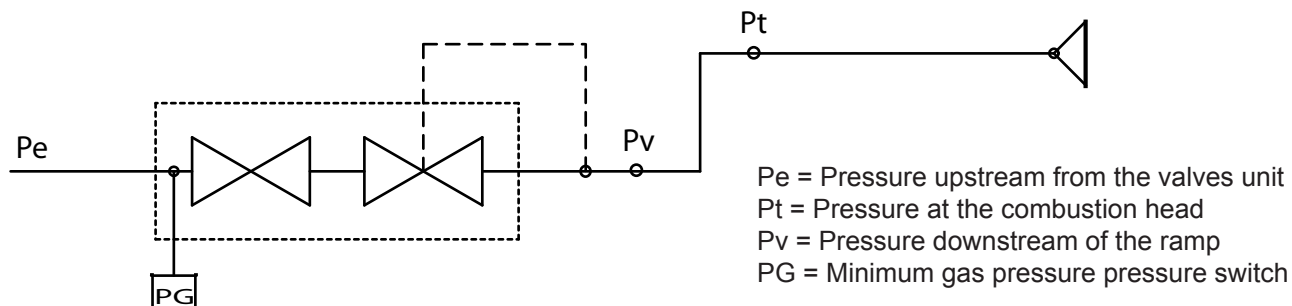 Pt
Pe
Pv
Pe = Pressure upstream from the valves unit
Pt = Pressure at the combustion head
Pv = Pressure downstream of the ramp
PG = Minimum gas pressure pressure switch
PG